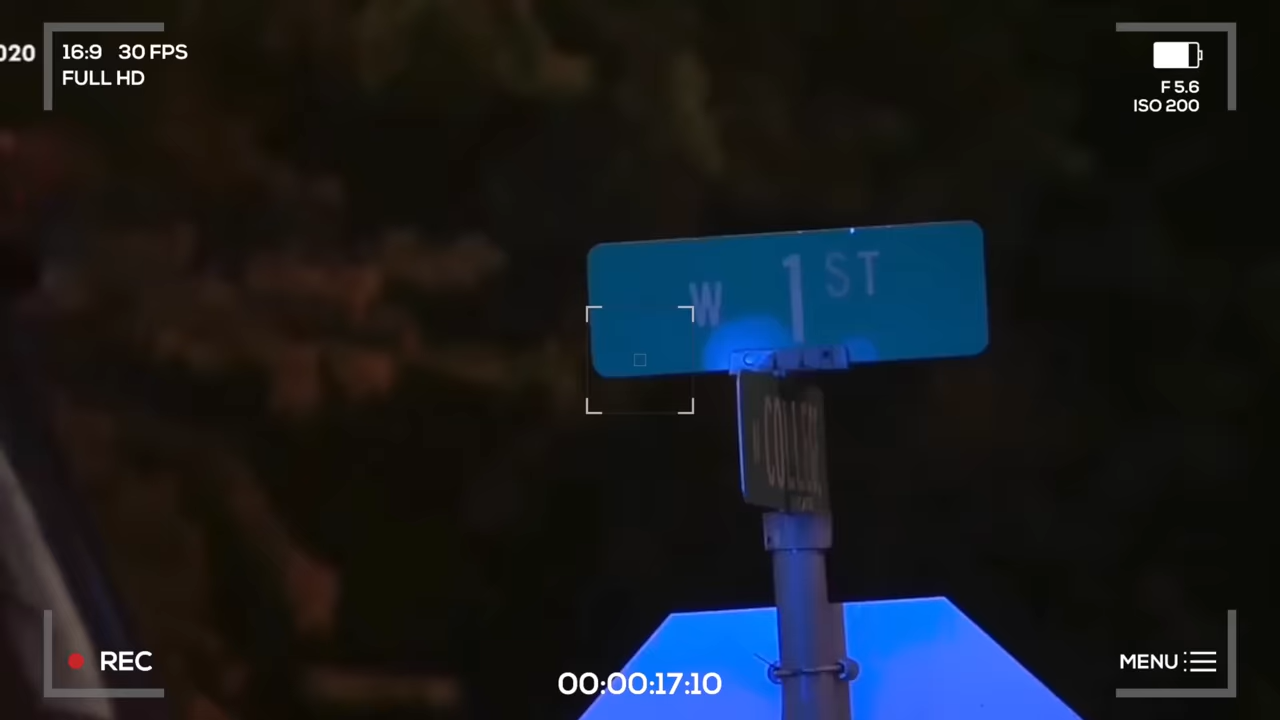 020
16:9 30 FPS
FULL HD
F 5.6
ISO 200
W 1 ST
REC
MENU
00:00:17:10